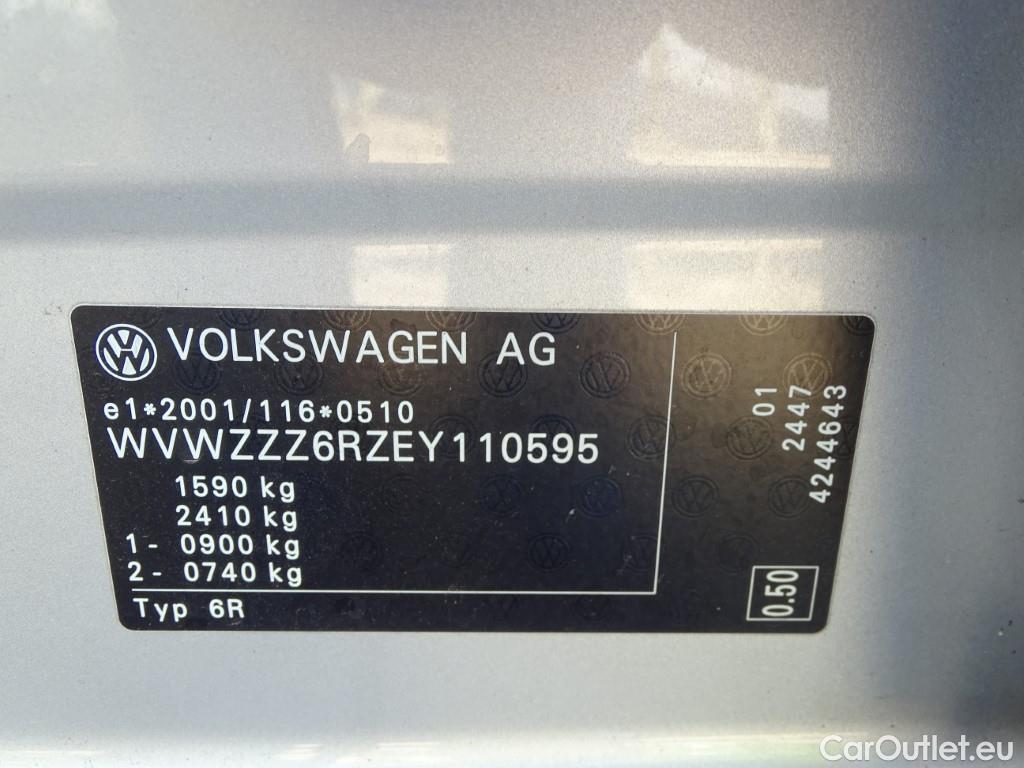 VOLKSWAGEN AG
e1*2001/116*0510
WVWZZZ6RZEY110595
1590 kg
2410 kg
1 - 0900 kg
2 - 0740 kg
Typ 6R
01
2447
4244643
0.50
CarOutlet.eu